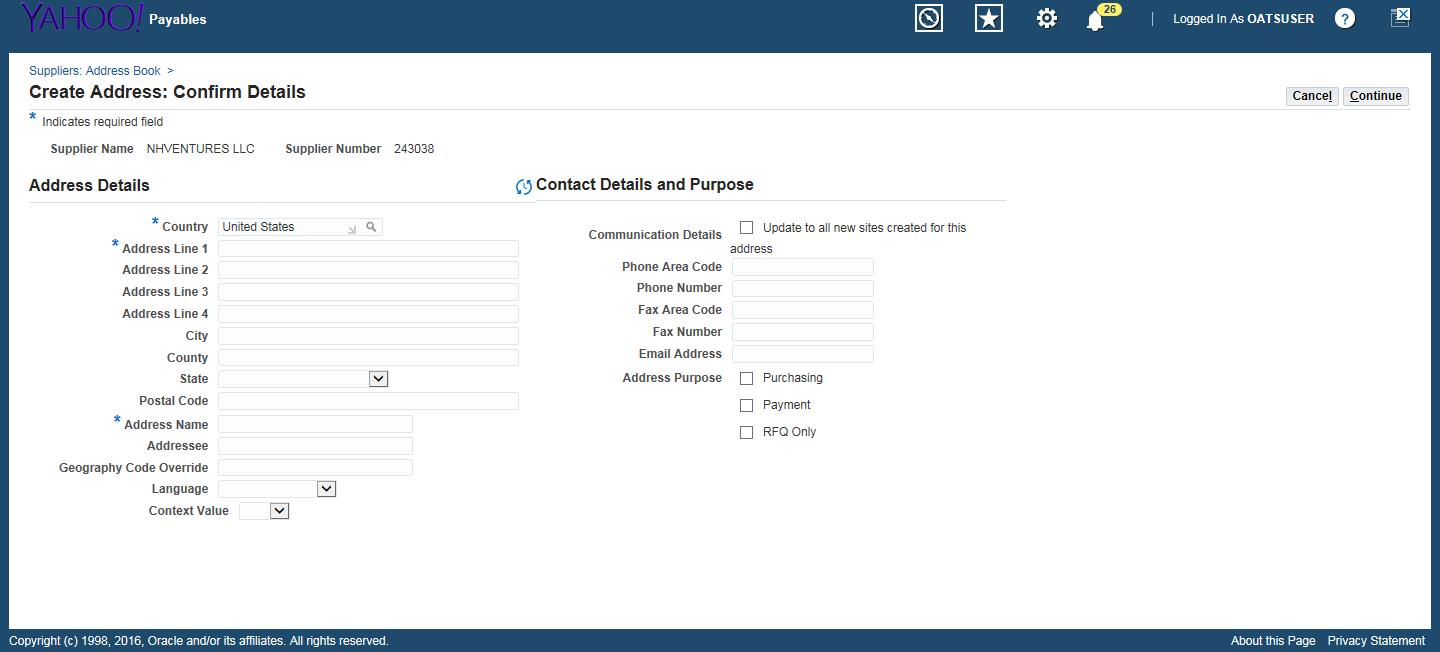 YAHOO! Payables
26
Logged In As OATSUSER
?
Suppliers: Address Book >
Create Address: Confirm Details
Cancel Continue
* Indicates required field
Supplier Name NHVENTURES LLC Supplier Number 243038
Address Details
* Country United States
* Address Line 1
Address Line 2
Address Line 3
Address Line 4
City
County
State
Postal Code
* Address Name
Addressee
Geography Code Override
Language
Context Value
Contact Details and Purpose
Communication Details Update to all new sites created for this
address
Phone Area Code
Phone Number
Fax Area Code
Fax Number
Email Address
Address Purpose Purchasing
Payment
RFQ Only
Copyright (c) 1998, 2016, Oracle and/or its affiliates. All rights reserved.
About this Page Privacy Statement